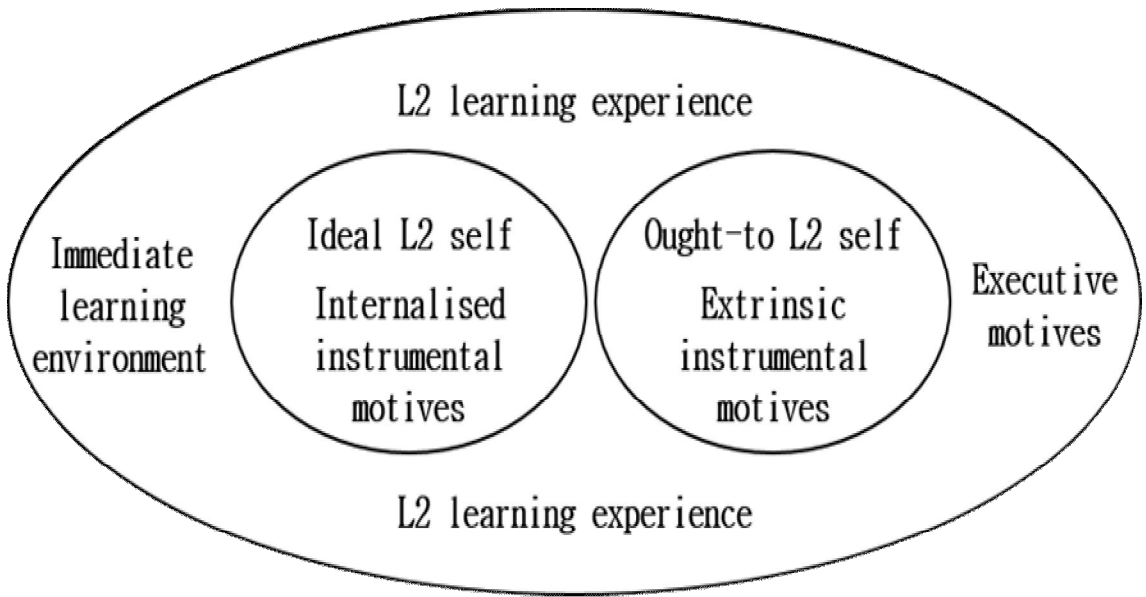 L2 learning experience
Immediate
learning
environment
Ideal L2 self
Internalised
instrumental
motives
Ought-to L2 self
Extrinsic
instrumental
motives
Executive
motives
L2 learning experience